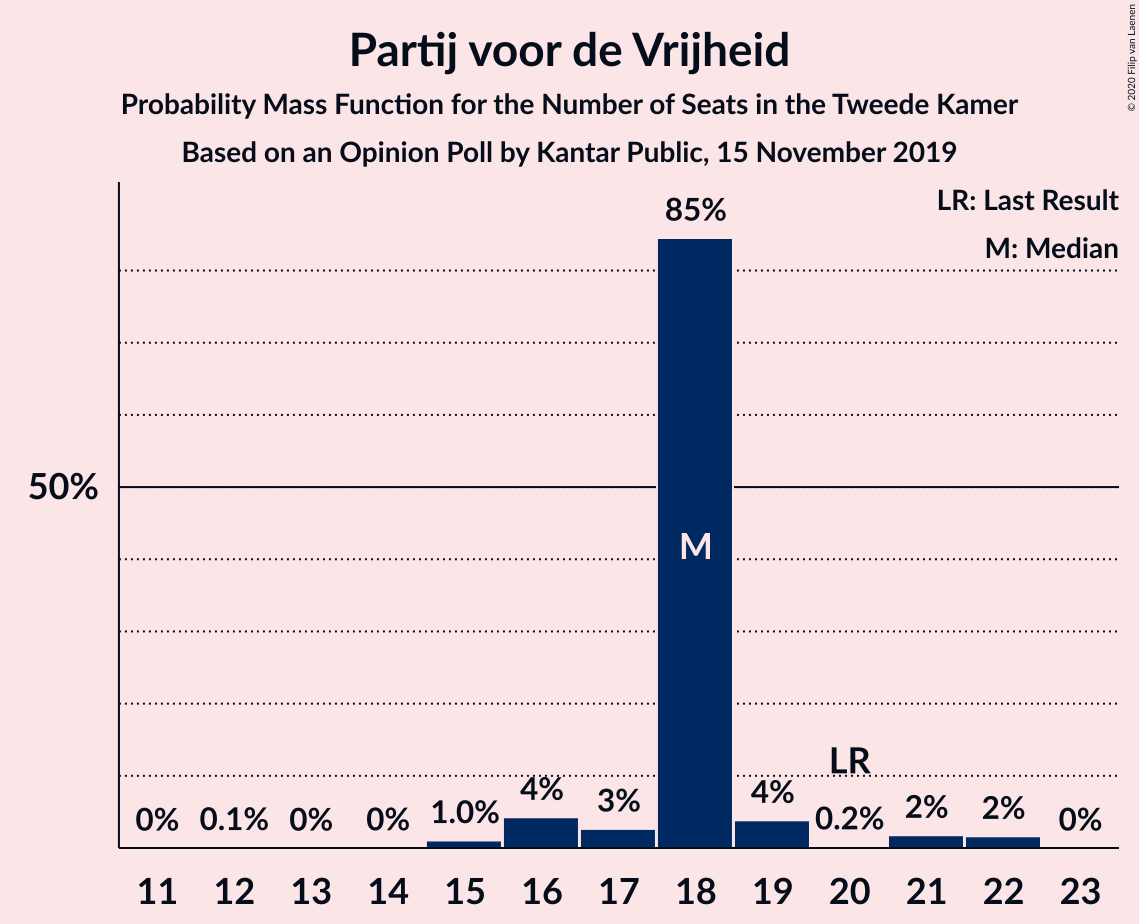 Partij voor de Vrijheid
Probability Mass Function for the Number of Seats in the Tweede Kamer
Based on an Opinion Poll by Kantar Public, 15 November 2019
© 2020 Filip van Laenen
LR: Last Result
M: Median
85%
50%
M
LR
0% 0.1% 0% 0% 1.0% 4% 3% 4% 0.2% 2% 2% 0%
11 12 13 14 15 16 17 18 19 20 21 22 23